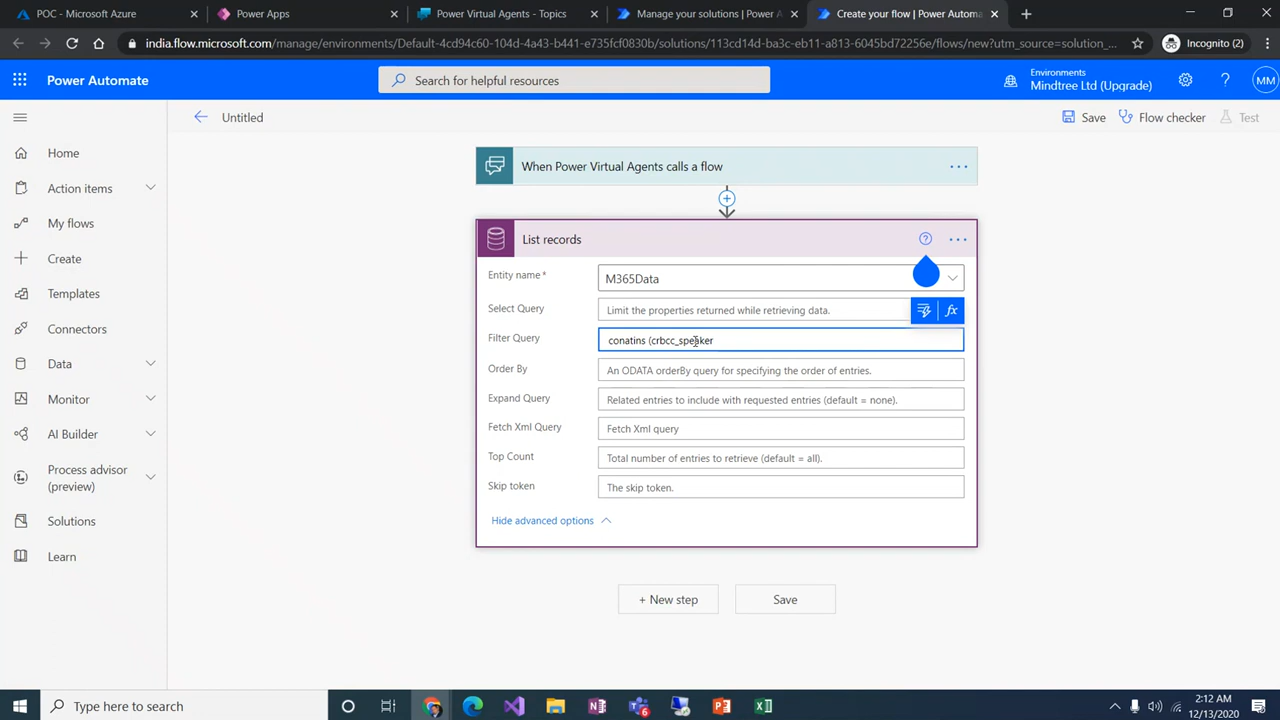 POC - Microsoft Azure
Power Apps
Power Virtual Agents - Topics
Manage your solutions | Power A
Create your flow | Power Automa
india.flow.microsoft.com/manage/environments/Default-4cd95c60-104d-4a43-b441-e735fcf0830b/solutions/113cd14d-ba3c-eb11-a813-6045bd72256e/flows/new?utm_source=solution_...
Incognito (2)
Power Automate
Search for helpful resources
Environments
Mindtree Ltd (Upgrade)
MM
Untitled
Save
Flow checker
Test
Home
Action items
My flows
Create
Templates
Connectors
Data
Monitor
AI Builder
Process advisor
(preview)
Solutions
Learn
When Power Virtual Agents calls a flow
List records
Entity name *
M365Data
Select Query
Limit the properties returned while retrieving data.
fx
Filter Query
conatins (crbcc_speaker
Order By
An ODATA orderBy query for specifying the order of entries.
Expand Query
Related entries to include with requested entries (default = none).
Fetch Xml Query
Fetch Xml query
Top Count
Total number of entries to retrieve (default = all).
Skip token
The skip token.
Hide advanced options
+ New step
Save
Type here to search
2:12 AM
12/13/2020